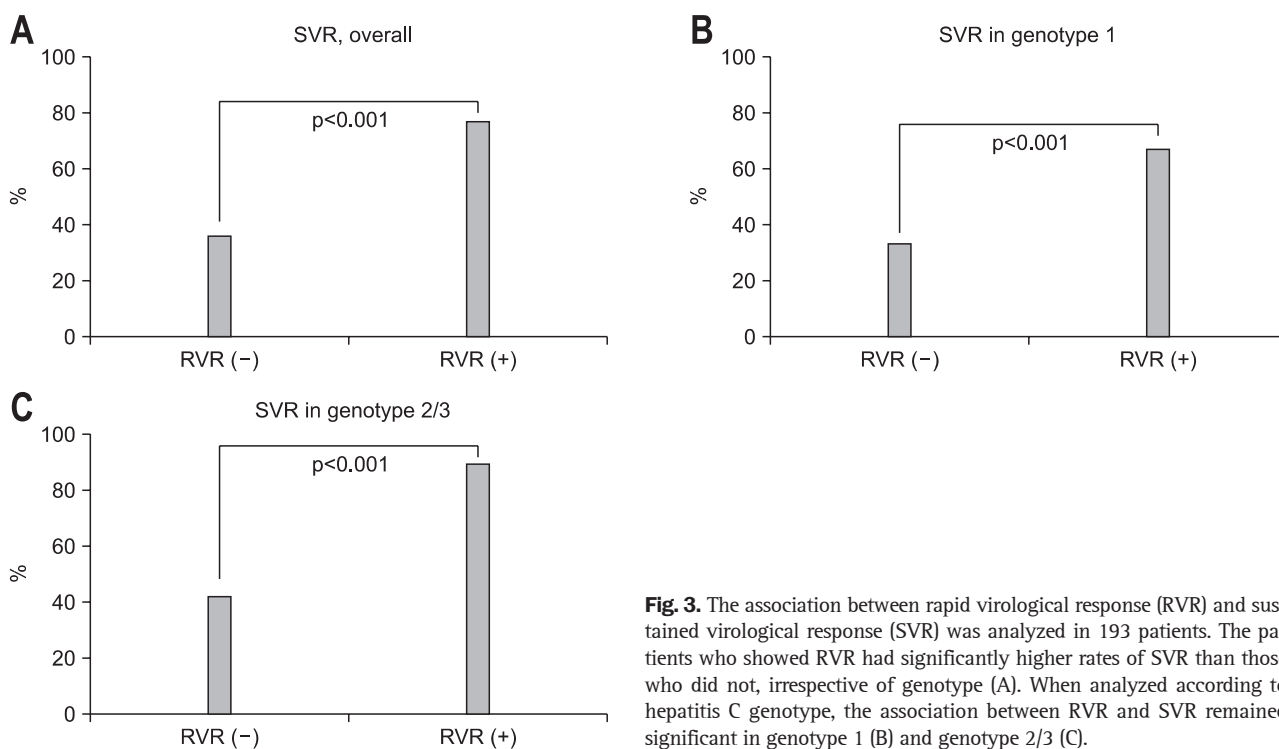 A
SVR, overall
100
80
60
40
20
0
%
p<0.001
RVR (−)
RVR (+)
B
SVR in genotype 1
100
80
60
40
20
0
%
p<0.001
RVR (−)
RVR (+)
C
SVR in genotype 2/3
100
80
60
40
20
0
%
p<0.001
RVR (−)
RVR (+)
Fig. 3. The association between rapid virological response (RVR) and sus-
tained virological response (SVR) was analyzed in 193 patients. The pa-
tients who showed RVR had significantly higher rates of SVR than those
who did not, irrespective of genotype (A). When analyzed according to
hepatitis C genotype, the association between RVR and SVR remained
significant in genotype 1 (B) and genotype 2/3 (C).